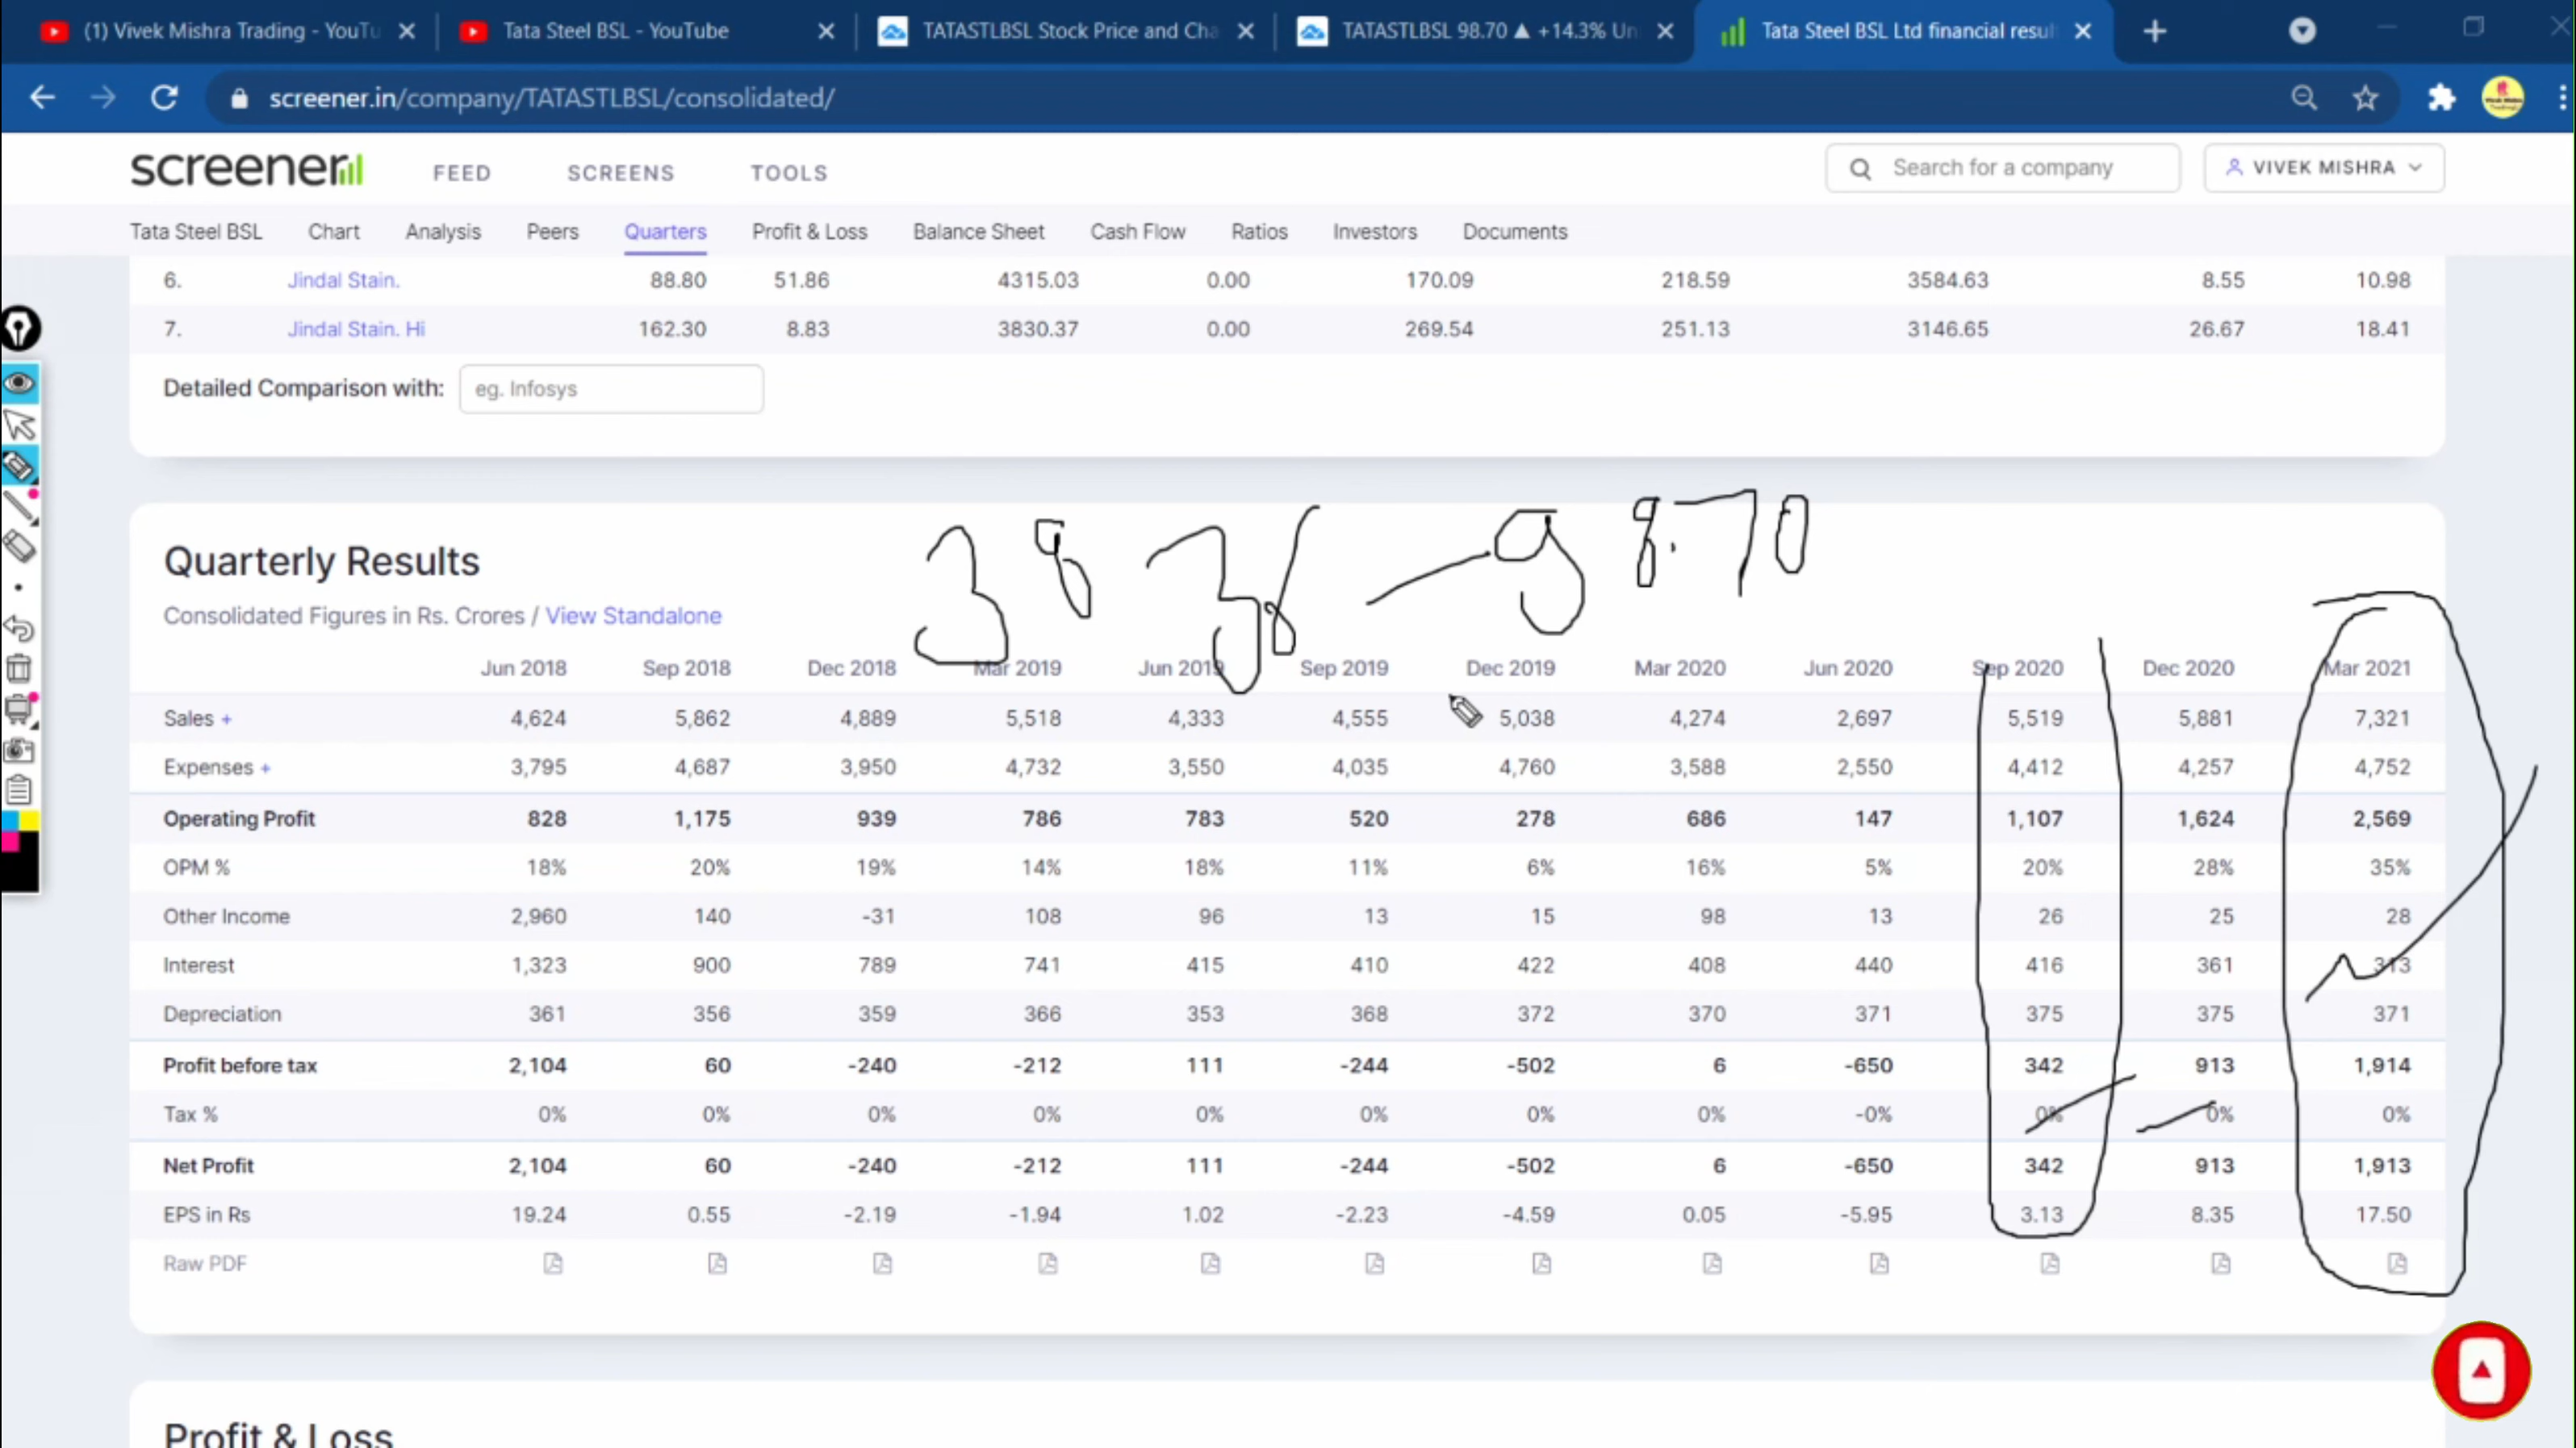 (1) Vivek Mishra Trading - YouTu
Tata Steel BSL - YouTube
TATASTLBSL Stock Price and Cha
TATASTLBSL 98.70 ▲ +14.3% Un
Tata Steel BSL Ltd financial resul
screener.in/company/TATASTLBSL/consolidated/
screener FEED SCREENS TOOLS Search for a company VIVEK MISHRA
Tata Steel BSL Chart Analysis Peers Quarters Profit & Loss Balance Sheet Cash Flow Ratios Investors Documents
6. Jindal Stain. 88.80 51.86 4315.03 0.00 170.09 218.59 3584.63 8.55 10.98
7. Jindal Stain. Hi 162.30 8.83 3830.37 0.00 269.54 251.13 3146.65 26.67 18.41
Detailed Comparison with: eg. Infosys
38 38 - 98.70
Quarterly Results
Consolidated Figures in Rs. Crores / View Standalone
Jun 2018 Sep 2018 Dec 2018 Mar 2019 Jun 2019 Sep 2019 Dec 2019 Mar 2020 Jun 2020 Sep 2020 Dec 2020 Mar 2021
Sales + 4,624 5,862 4,889 5,518 4,333 4,555 5,038 4,274 2,697 5,519 5,881 7,321
Expenses + 3,795 4,687 3,950 4,732 3,550 4,035 4,760 3,588 2,550 4,412 4,257 4,752
Operating Profit 828 1,175 939 786 783 520 278 686 147 1,107 1,624 2,569
OPM % 18% 20% 19% 14% 18% 11% 6% 16% 5% 20% 28% 35%
Other Income 2,960 140 -31 108 96 13 15 98 13 26 25 28
Interest 1,323 900 789 741 415 410 422 408 440 416 361 313
Depreciation 361 356 359 366 353 368 372 370 371 375 375 371
Profit before tax 2,104 60 -240 -212 111 -244 -502 6 -650 342 913 1,914
Tax % 0% 0% 0% 0% 0% 0% 0% 0% -0% 0% 0% 0%
Net Profit 2,104 60 -240 -212 111 -244 -502 6 -650 342 913 1,913
EPS in Rs 19.24 0.55 -2.19 -1.94 1.02 -2.23 -4.59 0.05 -5.95 3.13 8.35 17.50
Raw PDF
Profit & Loss